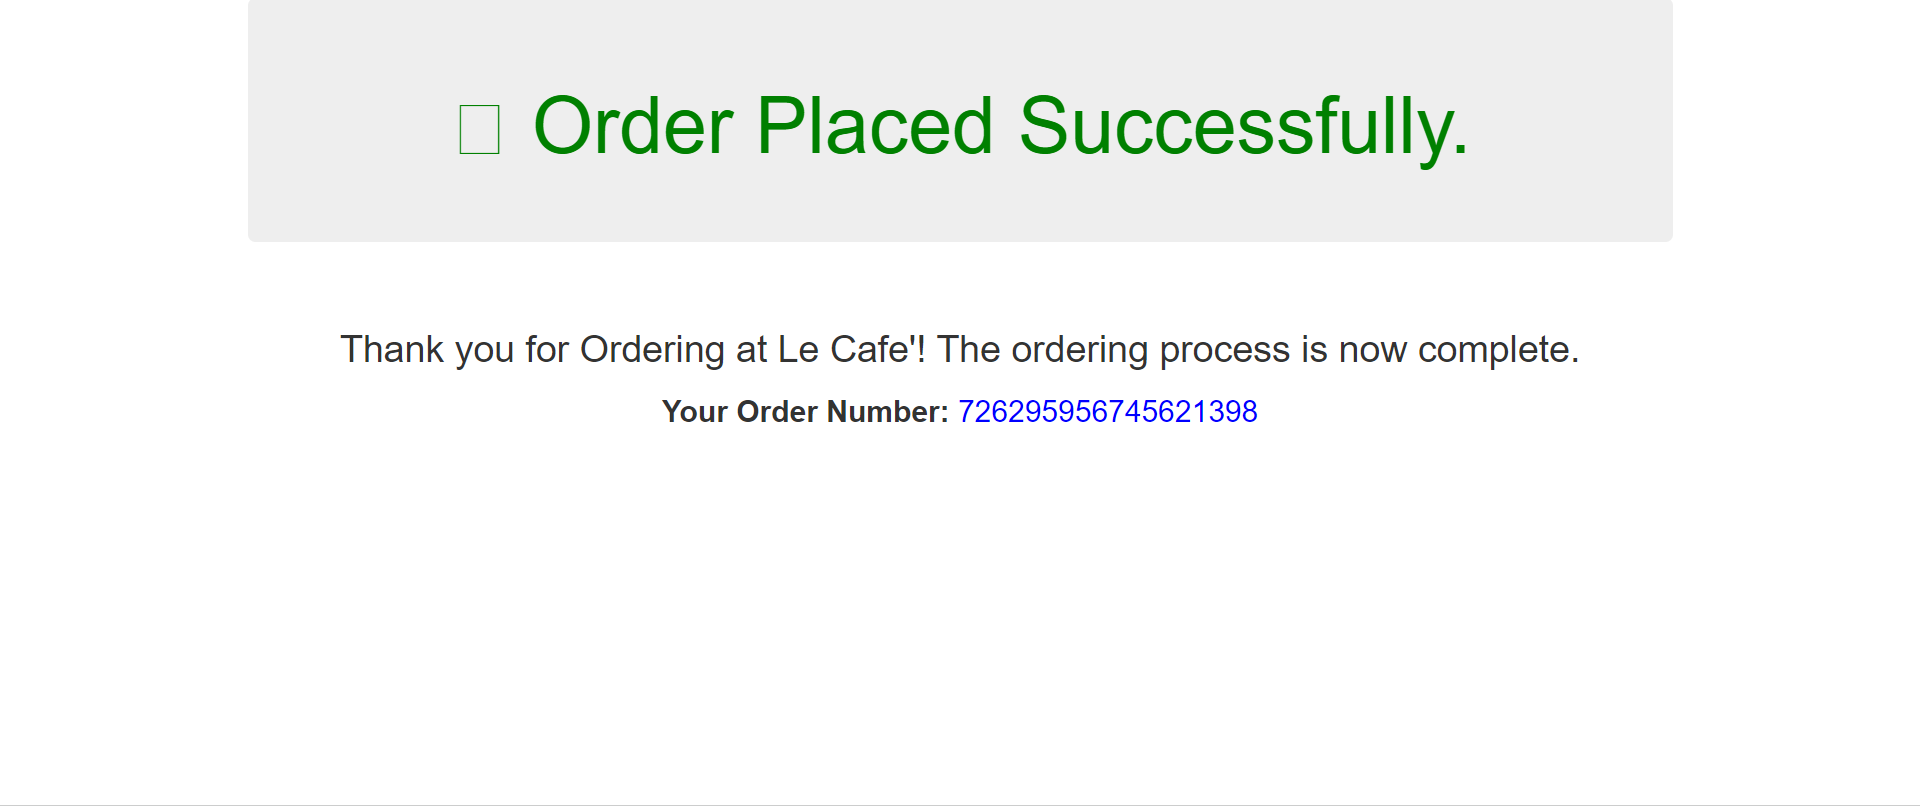 Order Placed Successfully.
Thank you for Ordering at Le Cafe'! The ordering process is now complete.
Your Order Number: 726295956745621398